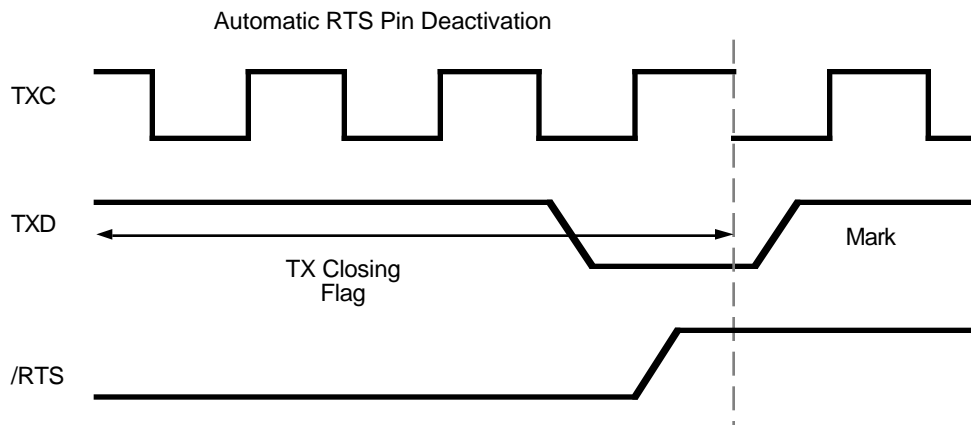 Automatic RTS Pin Deactivation
TXC
TXD
Mark
TX Closing
Flag
/RTS